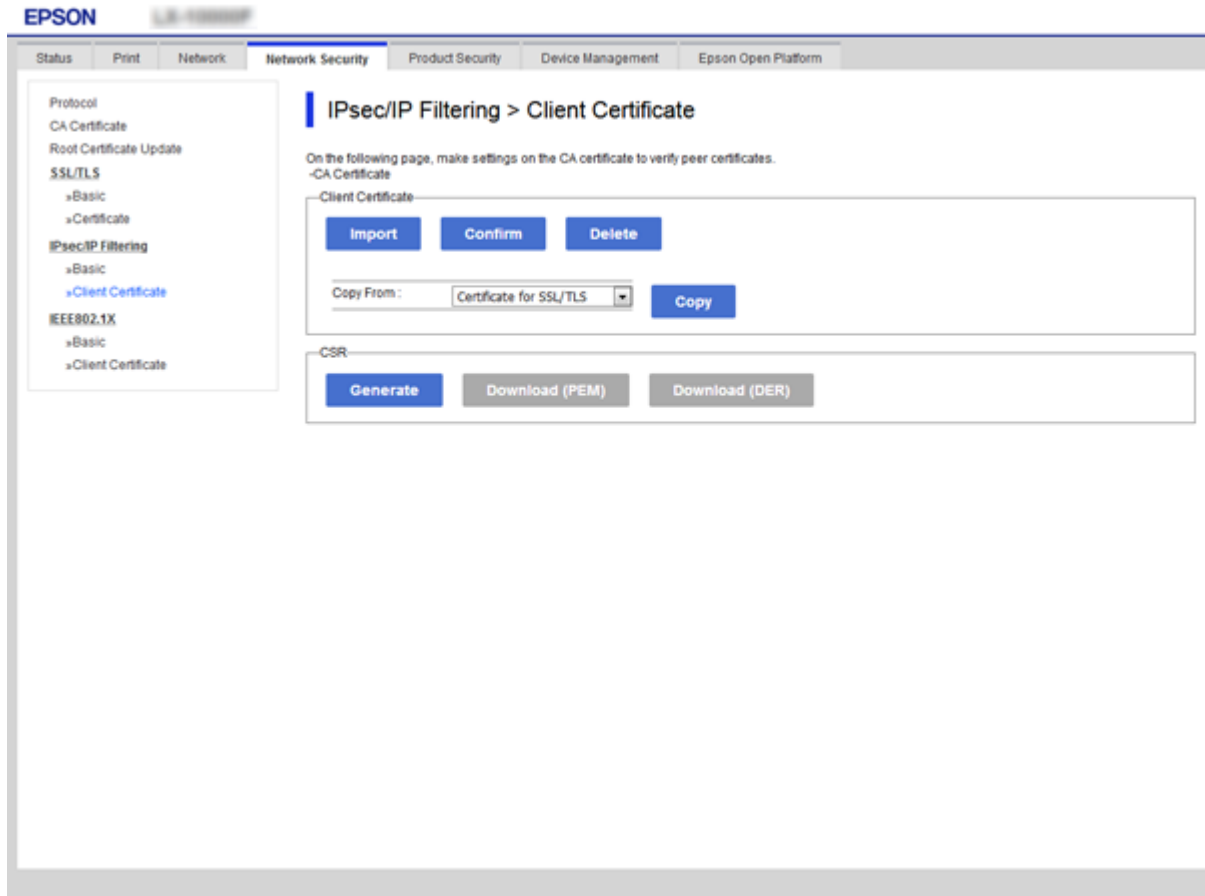 EPSON
Status Print Network Network Security Product Security Device Management Epson Open Platform
Protocol
CA Certificate
Root Certificate Update
SSL/TLS
»Basic
»Certificate
IPsec/IP Filtering
»Basic
»Client Certificate
IEEE802.1X
»Basic
»Client Certificate
IPsec/IP Filtering > Client Certificate
On the following page, make settings on the CA certificate to verify peer certificates.
-CA Certificate
Client Certificate
Import Confirm Delete
Copy From : Certificate for SSL/TLS Copy
CSR
Generate Download (PEM) Download (DER)